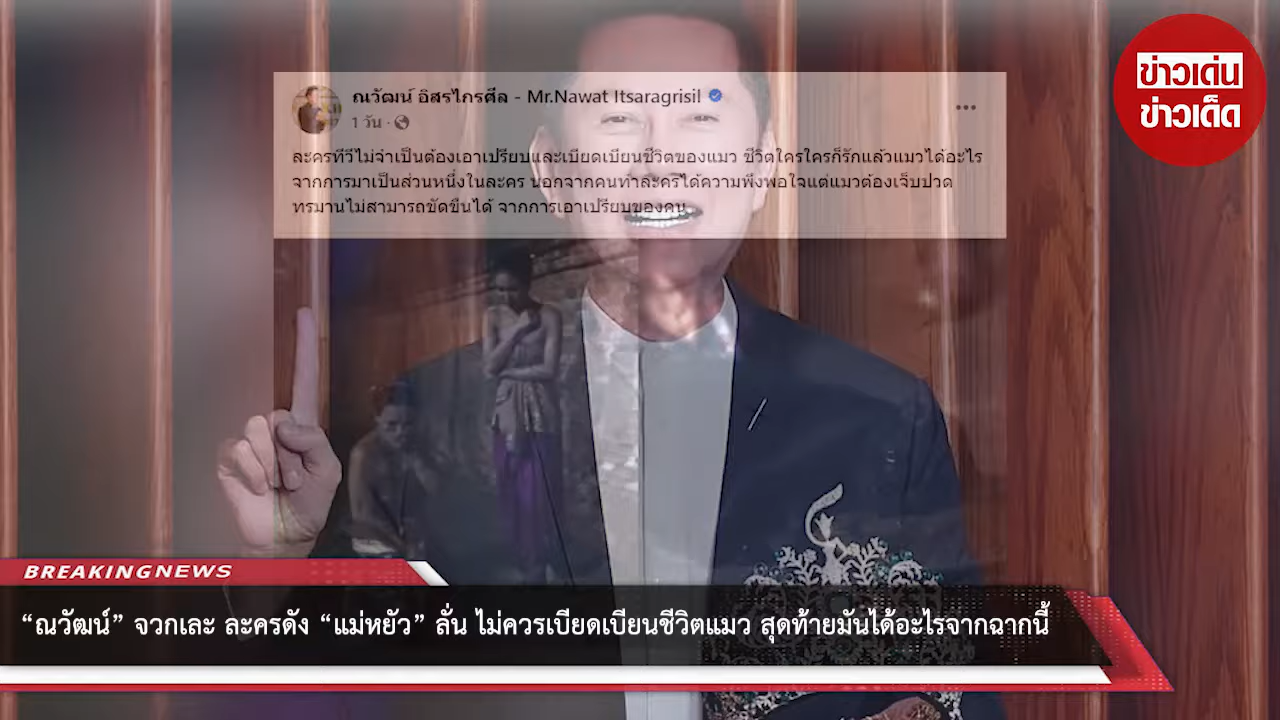 ข่าวเด่น
ข่าวเด็ด
ณวัฒน์ อิสรไกรศีล - Mr.Nawat Itsaragrisil
1 วัน ·
ละครทีวีไม่จำเป็นต้องเอาเปรียบและเบียดเบียนชีวิตของแมว ชีวิตใครใครก็รักแล้วแมวได้อะไร
จากการมาเป็นส่วนหนึ่งในละคร นอกจากคนทำละครได้ความพึงพอใจแต่แมวต้องเจ็บปวด
ทรมานไม่สามารถขัดขืนได้ จากการเอาเปรียบของคน
BREAKINGNEWS
“ณวัฒน์” จวกเละ ละครดัง “แม่หยัว” ลั่น ไม่ควรเบียดเบียนชีวิตแมว สุดท้ายมันได้อะไรจากฉากนี้